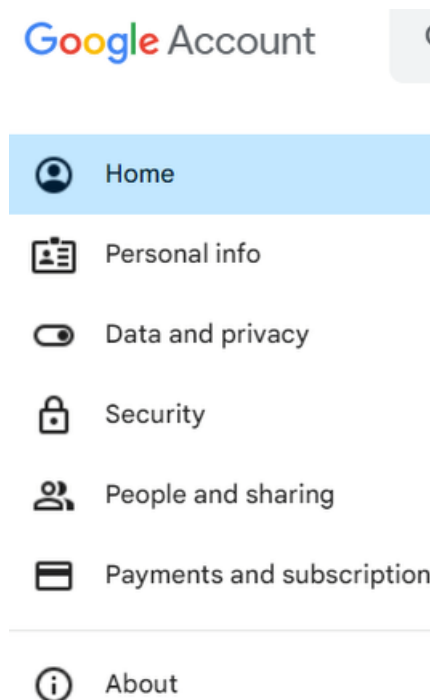 Google Account
Home
Personal info
Data and privacy
Security
People and sharing
Payments and subscription
About